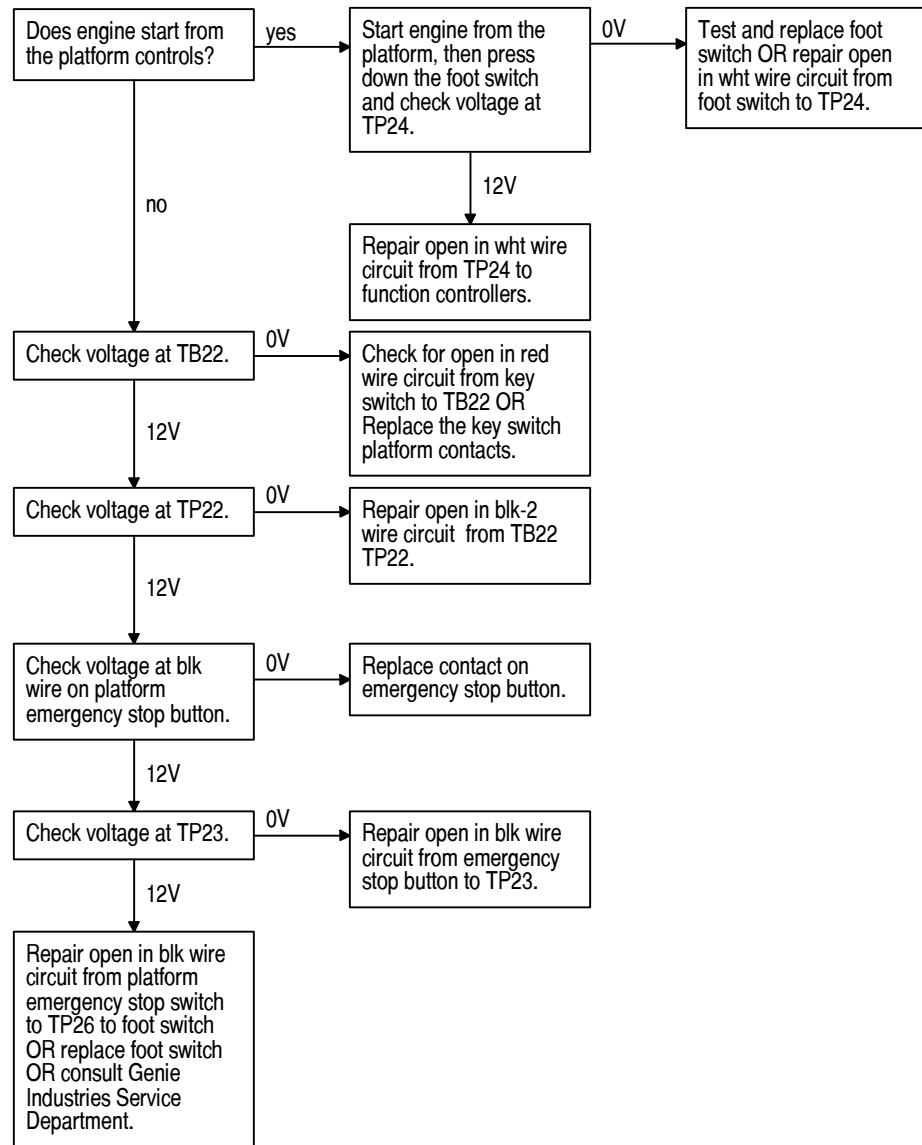 Does engine start from
the platform controls?
yes
Start engine from the
platform, then press
down the foot switch
and check voltage at
TP24.
0V
Test and replace foot
switch OR repair open
in wht wire circuit from
foot switch to TP24.
12V
no
Repair open in wht wire
circuit from TP24 to
function controllers.
Check voltage at TB22.
0V
Check for open in red
wire circuit from key
switch to TB22 OR
Replace the key switch
platform contacts.
12V
Check voltage at TP22.
0V
Repair open in blk-2
wire circuit from TB22
TP22.
12V
Check voltage at blk
wire on platform
emergency stop button.
0V
Replace contact on
emergency stop button.
12V
Check voltage at TP23.
0V
Repair open in blk wire
circuit from emergency
stop button to TP23.
12V
Repair open in blk wire
circuit from platform
emergency stop switch
to TP26 to foot switch
OR replace foot switch
OR consult Genie
Industries Service
Department.